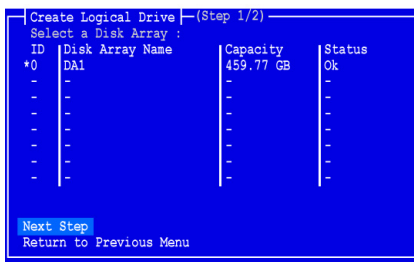 Create Logical Drive (Step 1/2)
Select a Disk Array :
ID Disk Array Name Capacity Status
*0 DA1 459.77 GB Ok
- - - -
- - - -
- - - -
- - - -
- - - -
- - - -
- - - -
Next Step
Return to Previous Menu